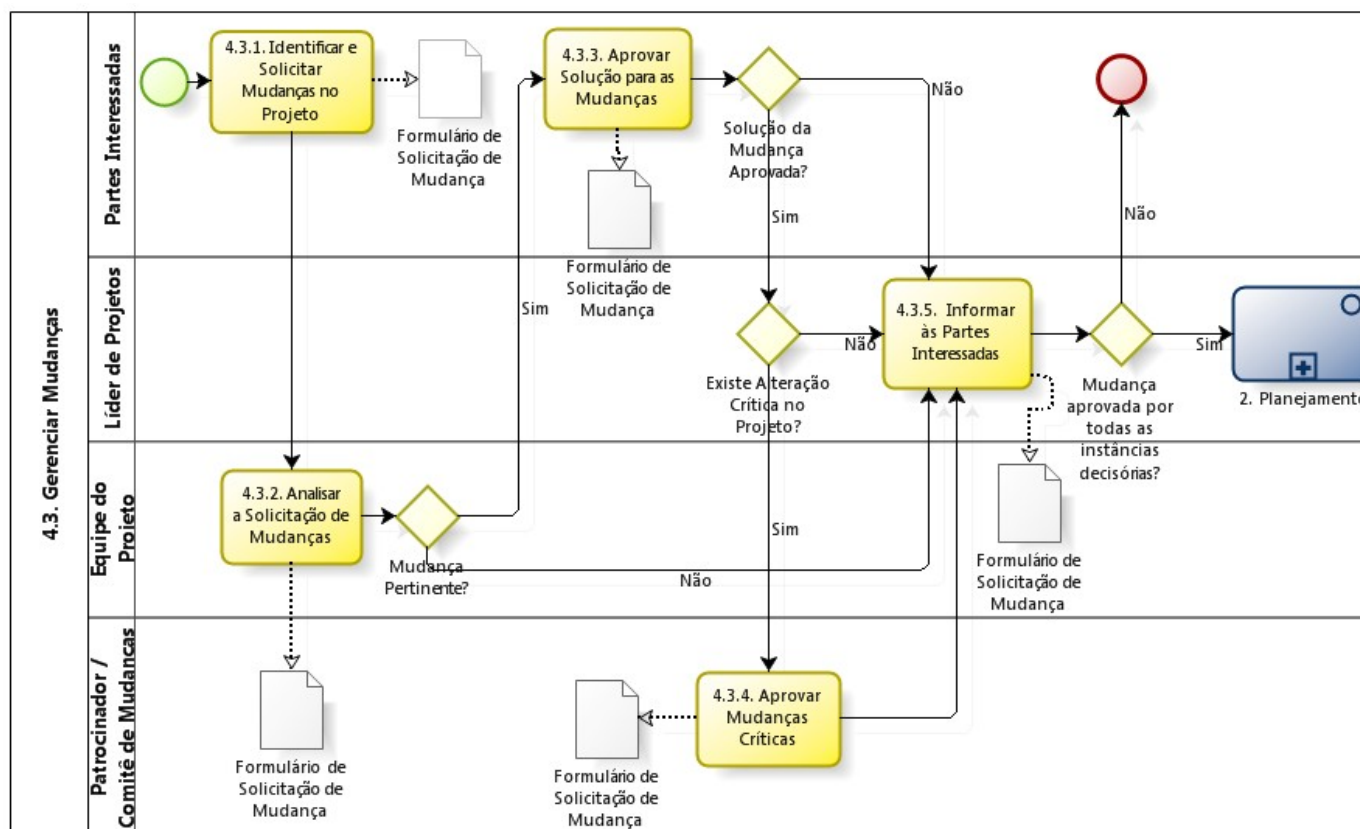 4.3. Gerenciar Mudanças
Partes Interessadas
4.3.1. Identificar e
Solicitar
Mudanças no
Projeto
Formulário de
Solicitação de
Mudança
4.3.3. Aprovar
Solução para as
Mudanças
Formulário de
Solicitação de
Mudança
Solução da
Mudança
Aprovada?
Não
Sim
Não
Líder de Projetos
Sim
Existe Alteração
Crítica no
Projeto?
Não
4.3.5. Informar
às Partes
Interessadas
Mudança
aprovada por
todas as
instâncias
decisórias?
Sim
2. Planejamento
Equipe do
Projeto
4.3.2. Analisar
a Solicitação de
Mudanças
Mudança
Pertinente?
Não
Sim
Formulário de
Solicitação de
Mudança
Patrocinador /
Comitê de Mudanças
Formulário de
Solicitação de
Mudança
Formulário de
Solicitação de
Mudança
4.3.4. Aprovar
Mudanças
Críticas